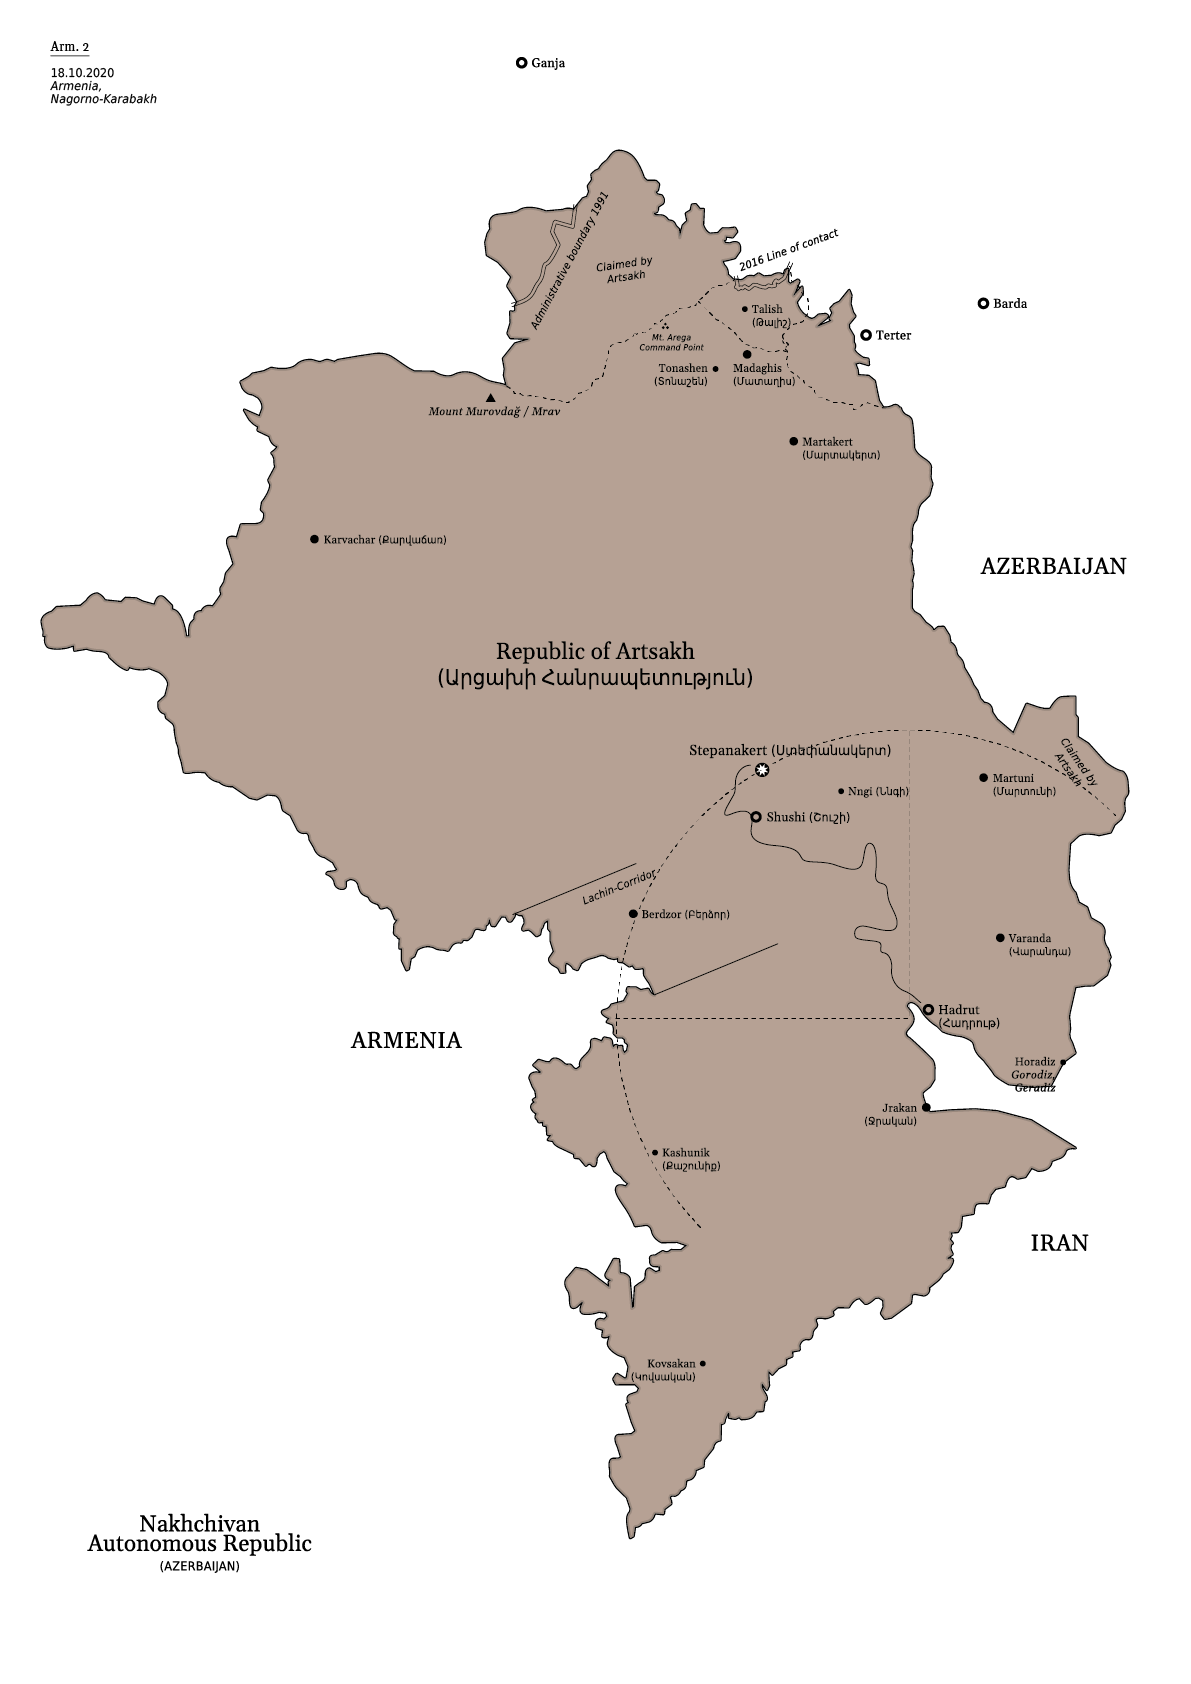 Arm. 2
18.10.2020
Armenia,
Nagorno-Karabakh
Ganja
Administrative boundary 1991
Claimed by
Artsakh
2016 Line of contact
Barda
Talish
(Թալիշ)
Terter
Mt. Arega
Command Point
Tonashen
(Տոնաշեն)
Madaghis
(Մատաղիս)
Mount Murovdağ / Mrav
Martakert
(Մարտակերտ)
Karvachar (Քարվաճառ)
AZERBAIJAN
Republic of Artsakh
(Արցախի Հանրապետություն)
Stepanakert (Ստեփանակերտ)
Claimed by
Artsakh
Martuni
(Մարտունի)
Nngi (Ննգի)
Shushi (Շուշի)
Lachin-Corridor
Berdzor (Բերձոր)
Varanda
(Վարանդա)
Hadrut
(Հադրութ)
ARMENIA
Horadiz
Gorodiz,
Geradiz
Jrakan
(Ջրական)
Kashunik
(Քաշունիք)
IRAN
Kovsakan
(Կովսական)
Nakhchivan
Autonomous Republic
(AZERBAIJAN)